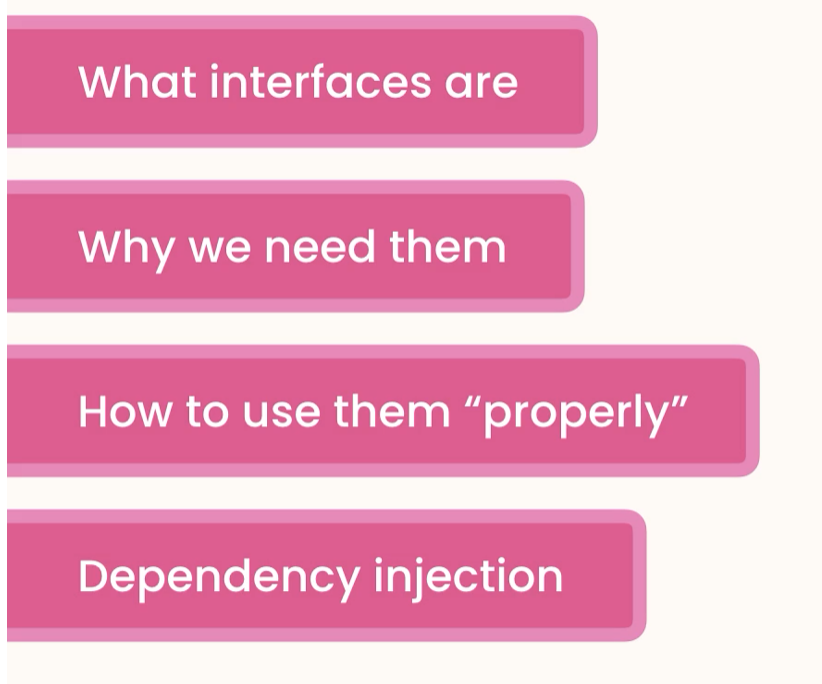 What interfaces are
Why we need them
How to use them “properly”
Dependency injection